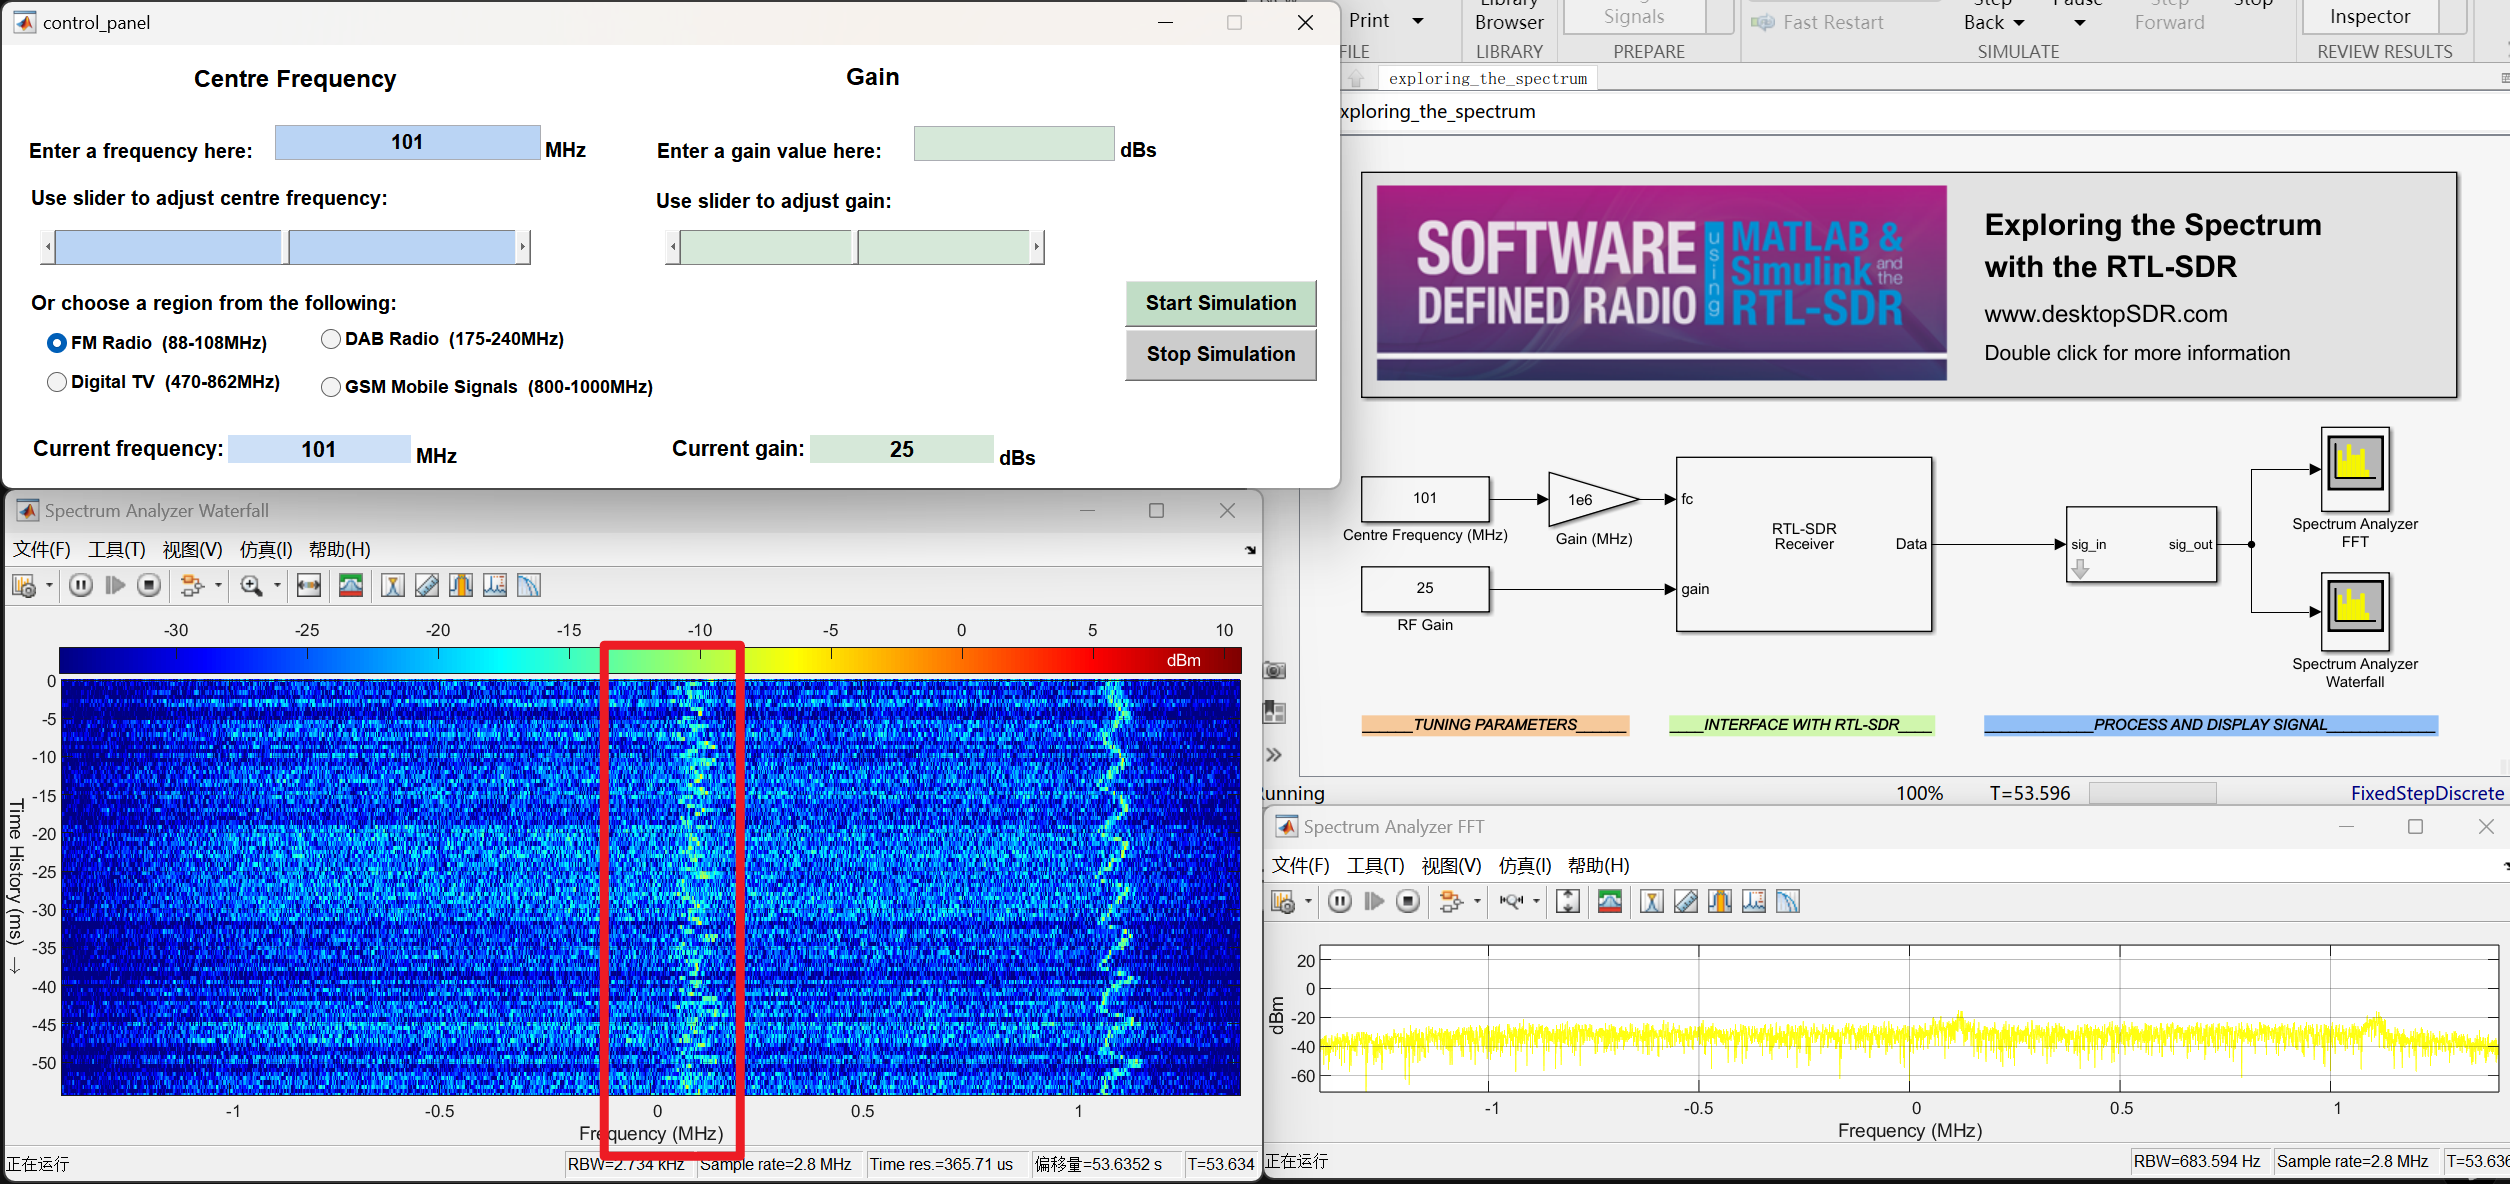 control_panel
Centre Frequency
Gain
Enter a frequency here:
101
MHz
Enter a gain value here:
dBs
Use slider to adjust centre frequency:
Use slider to adjust gain:
Or choose a region from the following:
FM Radio (88-108MHz)
DAB Radio (175-240MHz)
Digital TV (470-862MHz)
GSM Mobile Signals (800-1000MHz)
Start Simulation
Stop Simulation
Current frequency:
101
MHz
Current gain:
25
dBs
Print
FILE
Library
Browser
LIBRARY
Signals
PREPARE
Fast Restart
Step
Back
Pause
Step
Forward
Stop
SIMULATE
Inspector
REVIEW RESULTS
exploring_the_spectrum
xploring_the_spectrum
SOFTWARE
DEFINED RADIO
using
MATLAB &
Simulink and the
RTL-SDR
Exploring the Spectrum
with the RTL-SDR
www.desktopSDR.com
Double click for more information
101
Centre Frequency (MHz)
1e6
Gain (MHz)
25
RF Gain
fc
gain
RTL-SDR
Receiver
Data
sig_in
sig_out
Spectrum Analyzer
FFT
Spectrum Analyzer
Waterfall
TUNING PARAMETERS
INTERFACE WITH RTL-SDR
PROCESS AND DISPLAY SIGNAL
unning
100%
T=53.596
FixedStepDiscrete
Spectrum Analyzer Waterfall
文件(F) 工具(T) 视图(V) 仿真(I) 帮助(H)
-30 -25 -20 -15 -10 -5 0 5 10
dBm
0
-5
-10
-15
-20
-25
-30
-35
-40
-45
-50
Time History (ms) →
-1 -0.5 0 0.5 1
Frequency (MHz)
正在运行
RBW=2.734 kHz
Sample rate=2.8 MHz
Time res.=365.71 us
偏移量=53.6352 s
T=53.634
Spectrum Analyzer FFT
文件(F) 工具(T) 视图(V) 仿真(I) 帮助(H)
20
0
-20
-40
-60
dBm
-1 -0.5 0 0.5 1
Frequency (MHz)
正在运行
RBW=683.594 Hz
Sample rate=2.8 MHz
T=53.636